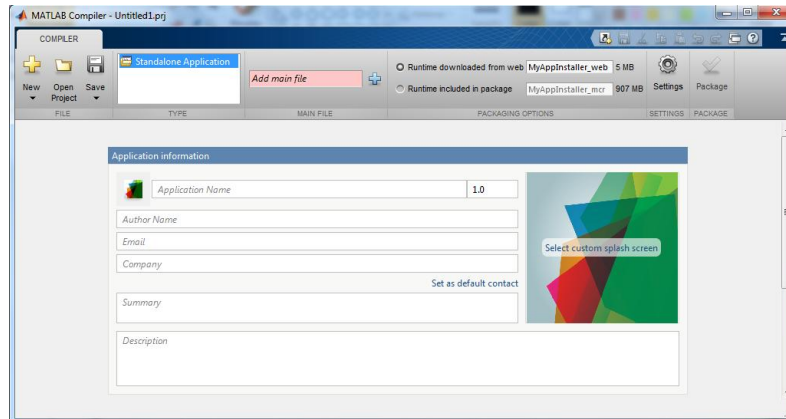 MATLAB Compiler - Untitled1.prj
COMPILER
New
Open Project
Save
FILE
Standalone Application
TYPE
Add main file
MAIN FILE
Runtime downloaded from web MyAppInstaller_web 5 MB
Runtime included in package MyAppInstaller_mcr 907 MB
PACKAGING OPTIONS
Settings
SETTINGS
Package
PACKAGE
Application information
Application Name 1.0
Author Name
Email
Company
Set as default contact
Select custom splash screen
Summary
Description